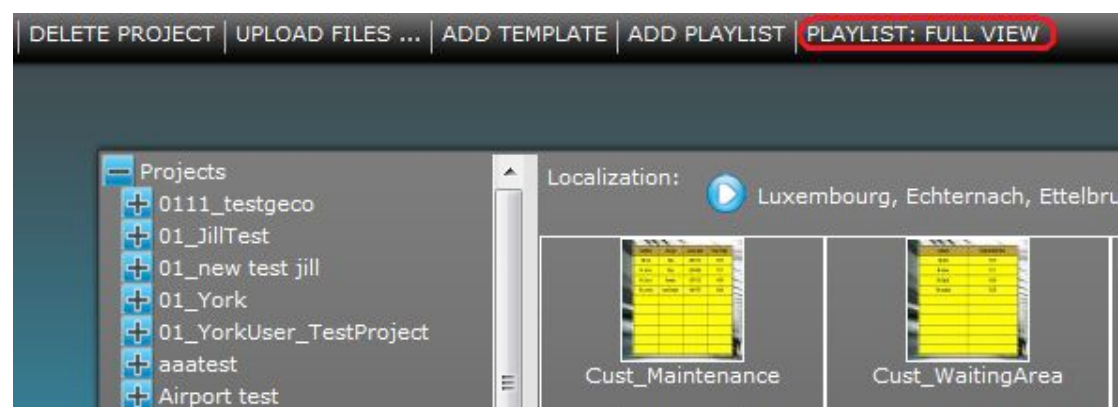 DELETE PROJECT | UPLOAD FILES ... | ADD TEMPLATE | ADD PLAYLIST | PLAYLIST: FULL VIEW
Projects
0111_testgeco
01_JillTest
01_new test jill
01_York
01_YorkUser_TestProject
aaatest
Airport test
Localization:
Luxembourg, Echternach, Ettelbru
Cust_Maintenance
Cust_WaitingArea